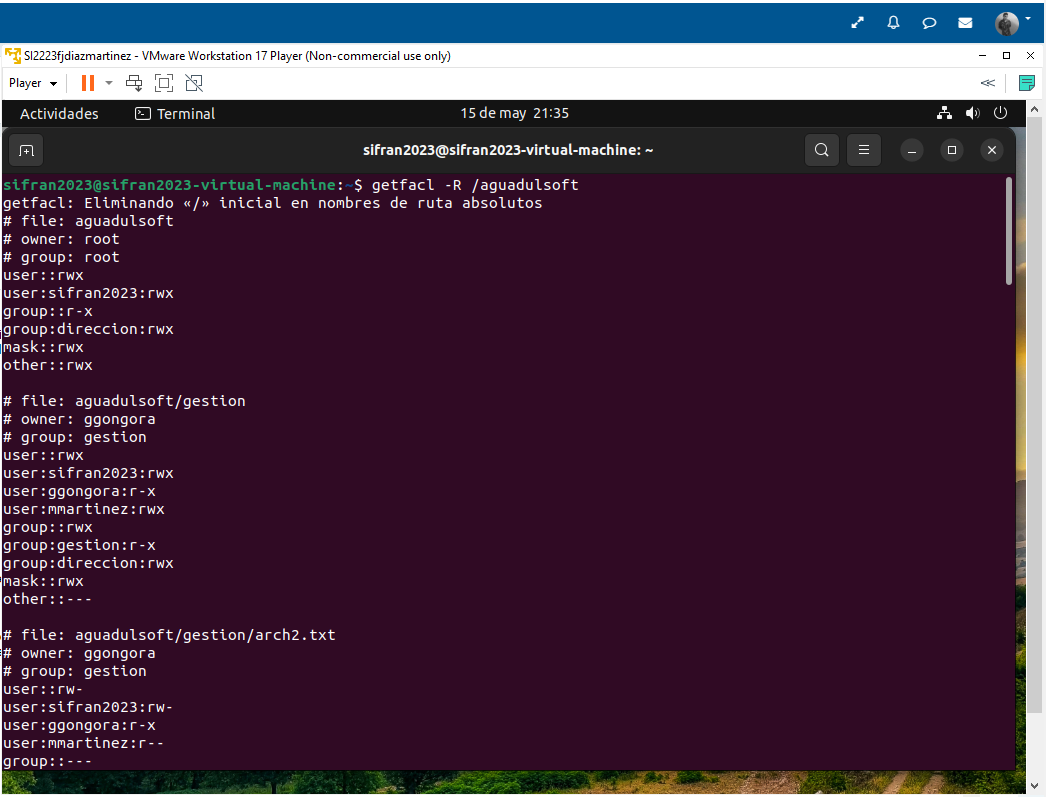 SI2223fjdiazmartinez - VMware Workstation 17 Player (Non-commercial use only)
Player
Actividades
Terminal
15 de may 21:35
sifran2023@sifran2023-virtual-machine: ~
sifran2023@sifran2023-virtual-machine:~$ getfacl -R /aguadulsoft
getfacl: Eliminando «/» inicial en nombres de ruta absolutos
# file: aguadulsoft
# owner: root
# group: root
user::rwx
user:sifran2023:rwx
group::r-x
group:direccion:rwx
mask::rwx
other::rwx
# file: aguadulsoft/gestion
# owner: ggongora
# group: gestion
user::rwx
user:sifran2023:rwx
user:ggongora:r-x
user:mmartinez:rwx
group::rwx
group:gestion:r-x
group:direccion:rwx
mask::rwx
other::---
# file: aguadulsoft/gestion/arch2.txt
# owner: ggongora
# group: gestion
user::rw-
user:sifran2023:rw-
user:ggongora:r-x
user:mmartinez:r--
group::---